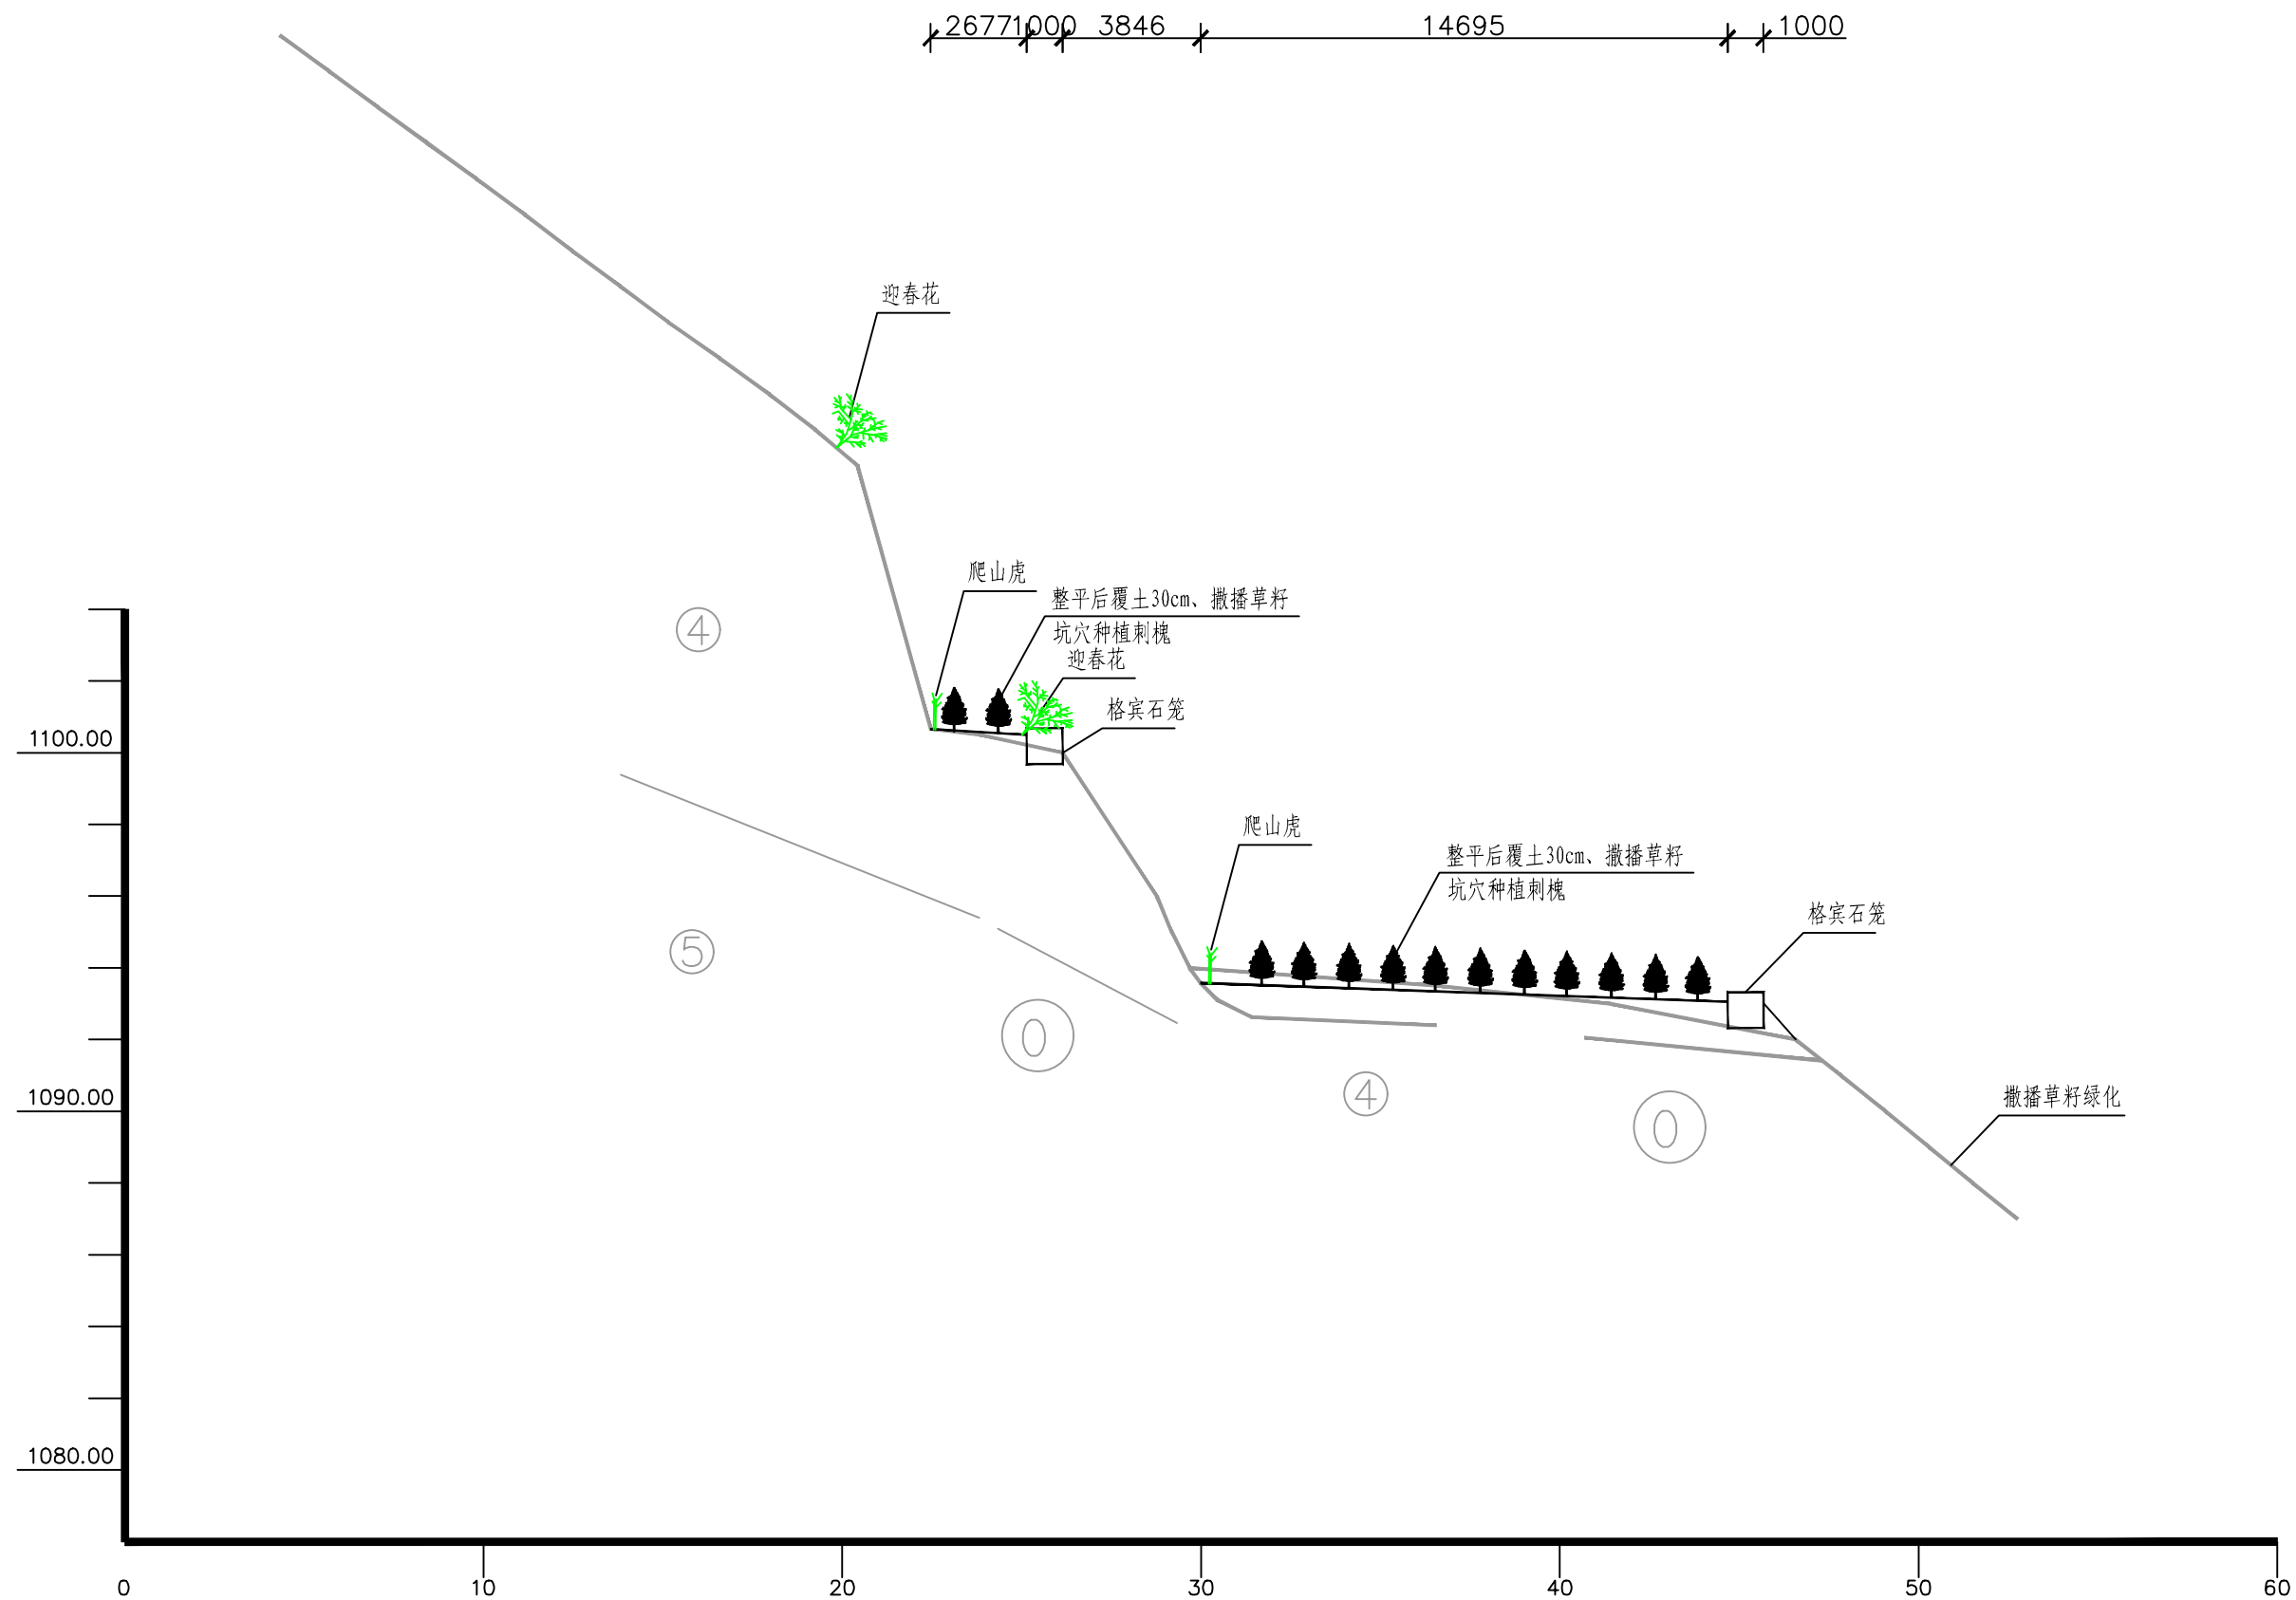 2677 1000 3846 14695 1000
迎春花
爬山虎
整平后覆土30cm、撒播草籽
④
坑穴种植刺槐
迎春花
格宾石笼
1100.00
爬山虎
整平后覆土30cm、撒播草籽
坑穴种植刺槐
格宾石笼
⑤
0
④
1090.00
撒播草籽绿化
0
1080.00
0 10 20 30 40 50 60